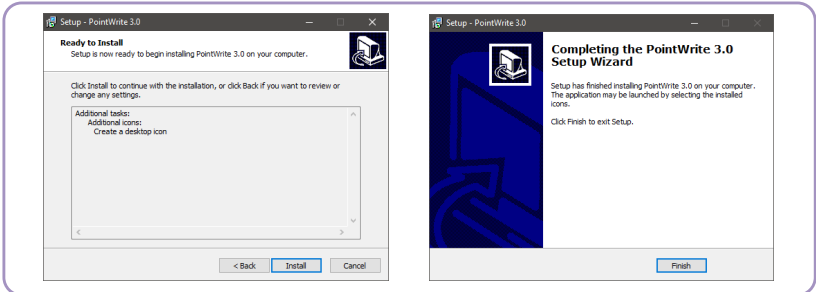 Setup - PointWrite 3.0
Ready to Install
Setup is now ready to begin installing PointWrite 3.0 on your computer.
Click Install to continue with the installation, or click Back if you want to review or
change any settings.
Additional tasks:
Additional icons:
Create a desktop icon
< Back
Install
Cancel
Setup - PointWrite 3.0
Completing the PointWrite 3.0
Setup Wizard
Setup has finished installing PointWrite 3.0 on your computer.
The application may be launched by selecting the installed
icons.
Click Finish to exit Setup.
Finish